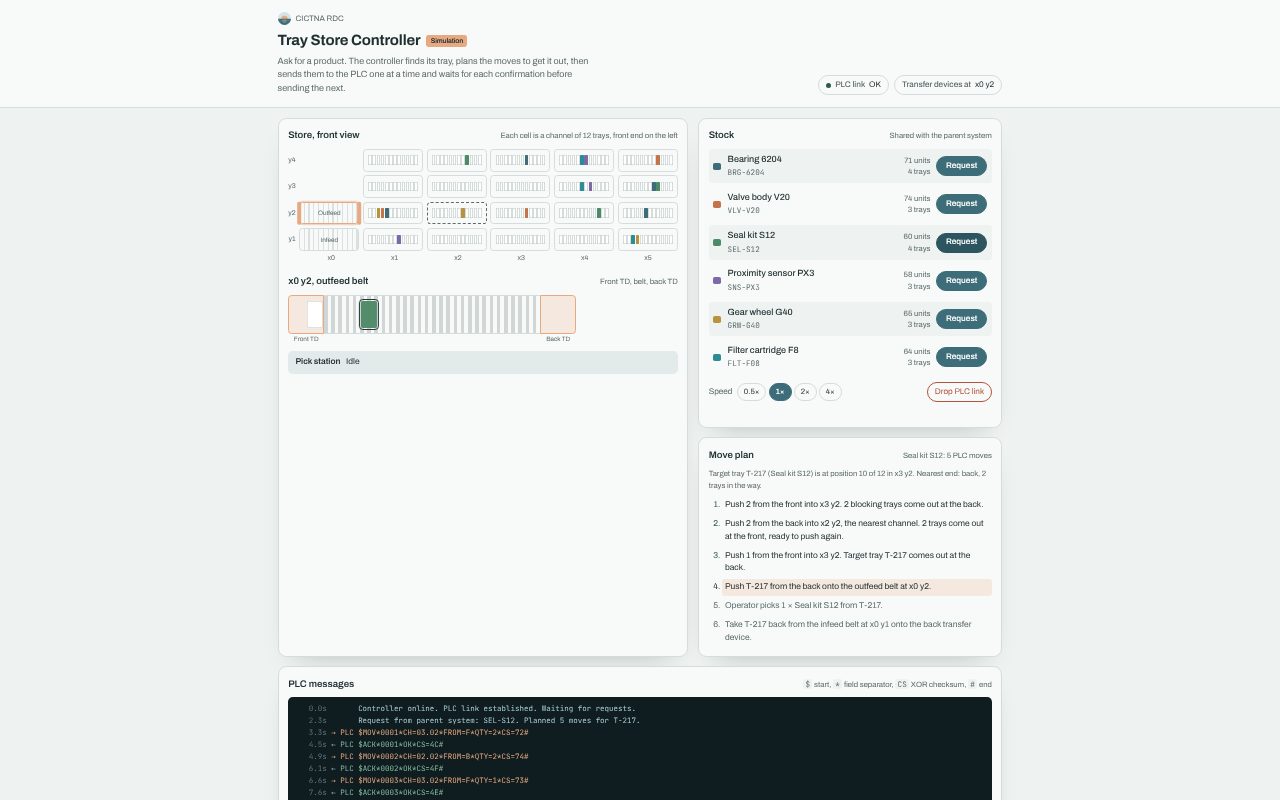 CICTNA RDC
Tray Store Controller Simulation
Ask for a product. The controller finds its tray, plans the moves to get it out, then
sends them to the PLC one at a time and waits for each confirmation before
sending the next.
PLC link OK
Transfer devices at x0 y2
Store, front view
Each cell is a channel of 12 trays, front end on the left
y4
y3
y2
Outfeed
y1
Infeed
x0 x1 x2 x3 x4 x5
x0 y2, outfeed belt
Front TD, belt, back TD
Front TD
Back TD
Pick station Idle
Stock
Shared with the parent system
Bearing 6204
BRG-6204
71 units
4 trays
Request
Valve body V20
VLV-V20
74 units
3 trays
Request
Seal kit S12
SEL-S12
60 units
4 trays
Request
Proximity sensor PX3
SNS-PX3
58 units
3 trays
Request
Gear wheel G40
GRW-G40
65 units
3 trays
Request
Filter cartridge F8
FLT-F08
64 units
3 trays
Request
Speed 0.5× 1× 2× 4×
Drop PLC link
Move plan
Seal kit S12: 5 PLC moves
Target tray T-217 (Seal kit S12) is at position 10 of 12 in x3 y2. Nearest end: back, 2
trays in the way.
1. Push 2 from the front into x3 y2. 2 blocking trays come out at the back.
2. Push 2 from the back into x2 y2, the nearest channel. 2 trays come out
at the front, ready to push again.
3. Push 1 from the front into x3 y2. Target tray T-217 comes out at the
back.
4. Push T-217 from the back onto the outfeed belt at x0 y2.
5. Operator picks 1 × Seal kit S12 from T-217.
6. Take T-217 back from the infeed belt at x0 y1 onto the back transfer
device.
PLC messages
$ start, * field separator, CS XOR checksum, # end
0.0s Controller online. PLC link established. Waiting for requests.
2.3s Request from parent system: SEL-S12. Planned 5 moves for T-217.
3.3s → PLC $MOV*0001*CH=03.02*FROM=F*QTY=2*CS=72#
4.5s ← PLC $ACK*0001*OK*CS=4C#
4.9s → PLC $MOV*0002*CH=02.02*FROM=B*QTY=2*CS=74#
6.1s ← PLC $ACK*0002*OK*CS=4F#
6.6s → PLC $MOV*0003*CH=03.02*FROM=F*QTY=1*CS=73#
7.6s ← PLC $ACK*0003*OK*CS=4E#